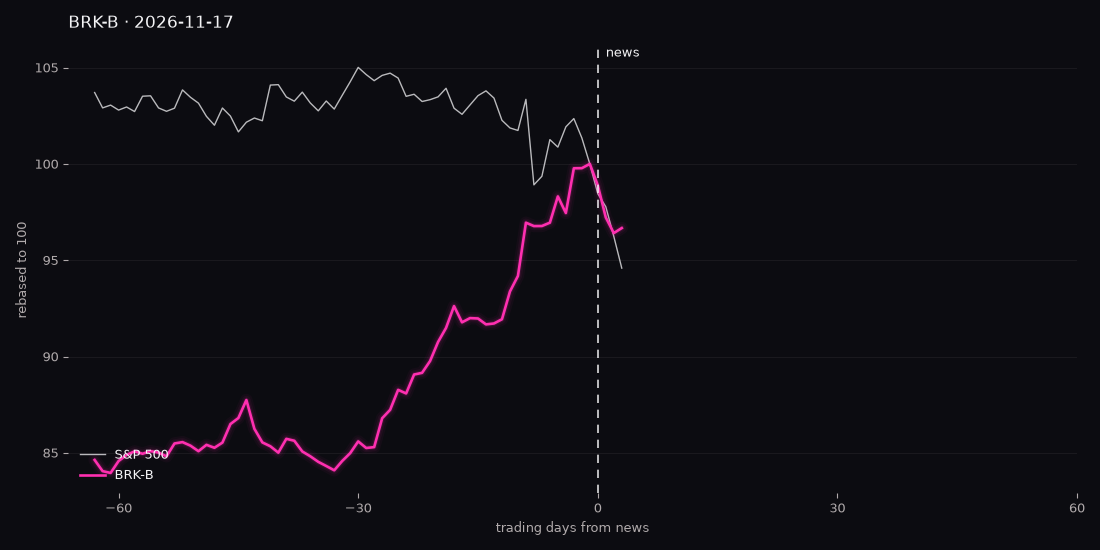 BRK-B · 2026-11-17
news
105
100
95
90
85
rebased to 100
S&P 500
BRK-B
−60
−30
0
30
60
trading days from news